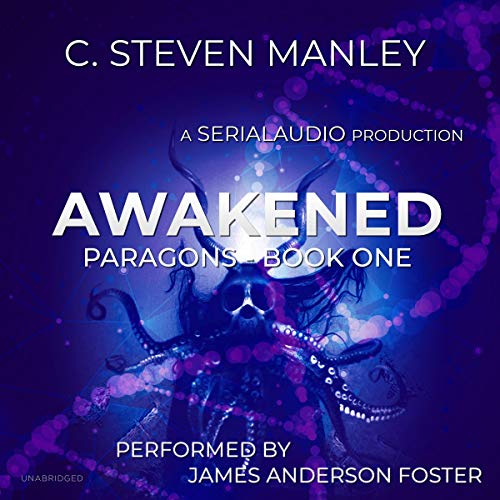 C. STEVEN MANLEY
A SERIALAUDIO PRODUCTION
AWAKENED
PARAGONS - BOOK ONE
PERFORMED BY
JAMES ANDERSON FOSTER
UNABRIDGED